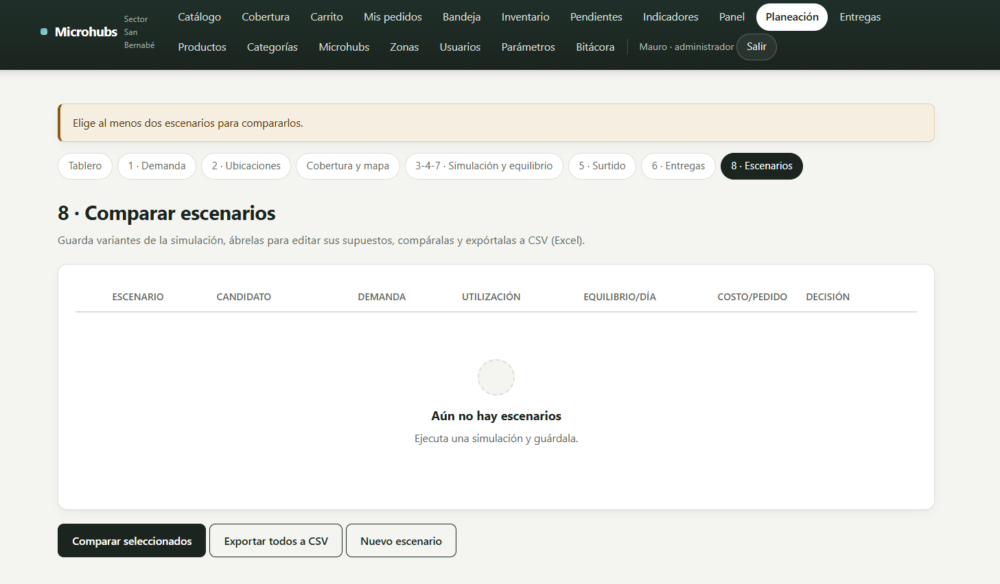 Microhubs
Sector
San
Bernabé
Catálogo Cobertura Carrito Mis pedidos Bandeja Inventario Pendientes Indicadores Panel Planeación Entregas
Productos Categorías Microhubs Zonas Usuarios Parámetros Bitácora Mauro · administrador Salir
Elige al menos dos escenarios para compararlos.
Tablero 1 · Demanda 2 · Ubicaciones Cobertura y mapa 3-4-7 · Simulación y equilibrio 5 · Surtido 6 · Entregas 8 · Escenarios
8 · Comparar escenarios
Guarda variantes de la simulación, ábrelas para editar sus supuestos, compáralas y expórtalas a CSV (Excel).
ESCENARIO CANDIDATO DEMANDA UTILIZACIÓN EQUILIBRIO/DÍA COSTO/PEDIDO DECISIÓN
Aún no hay escenarios
Ejecuta una simulación y guárdala.
Comparar seleccionados Exportar todos a CSV Nuevo escenario